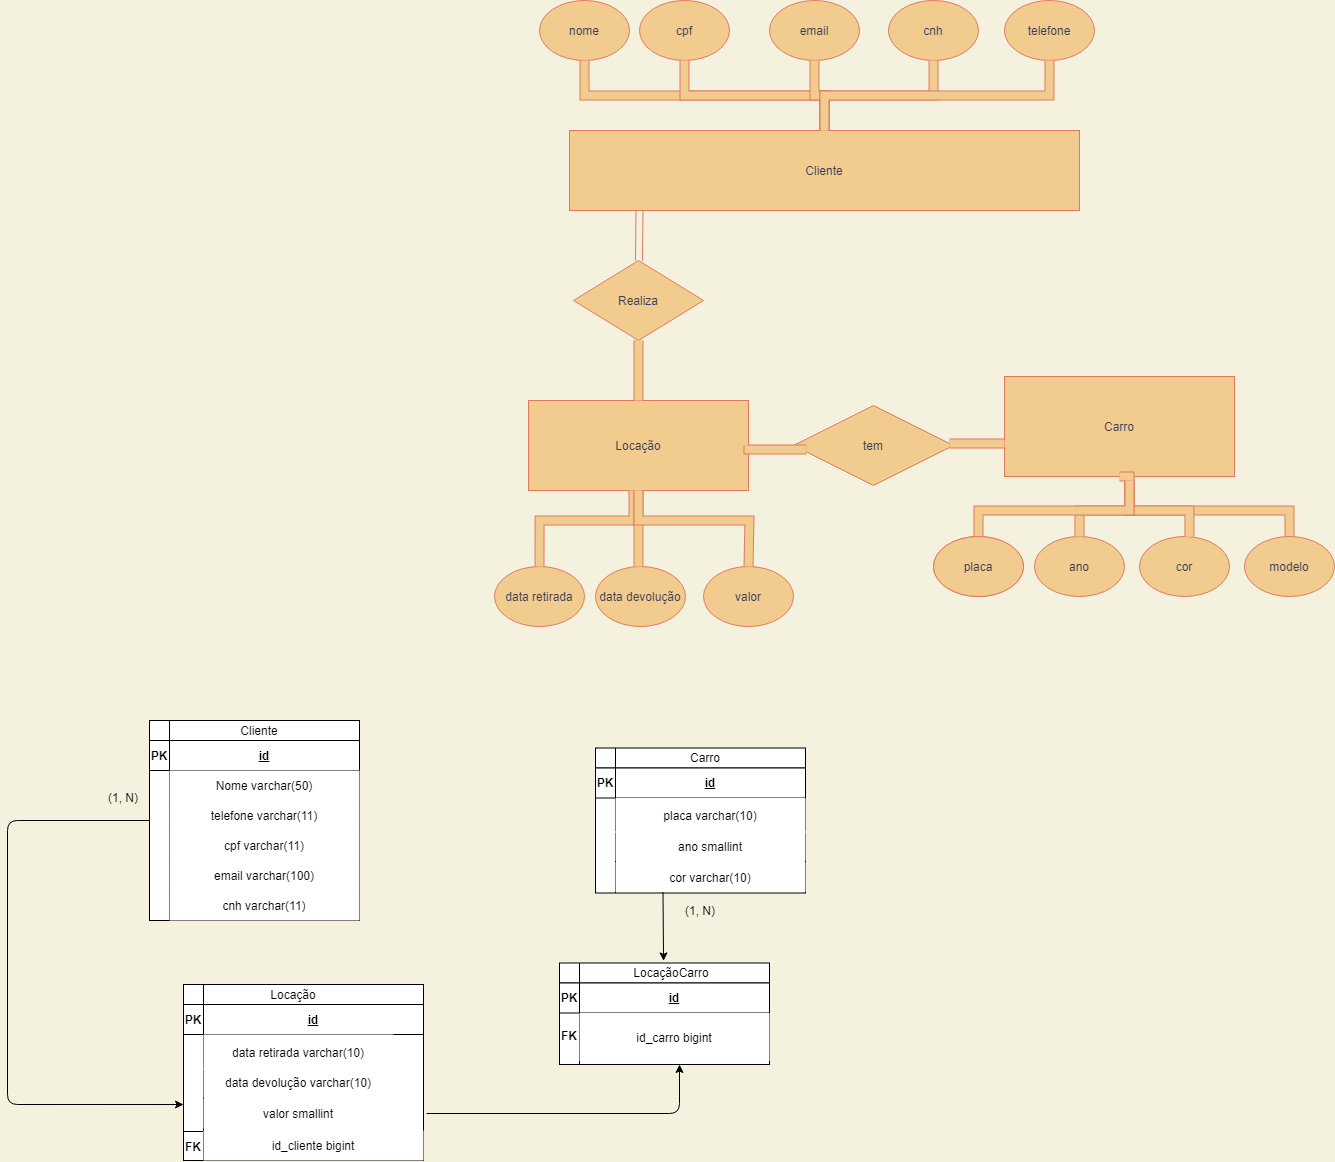 nome
cpf
email
cnh
telefone
Cliente
Realiza
Locação
tem
Carro
data retirada
data devolução
valor
placa
ano
cor
modelo
Cliente
PK
id
Nome varchar(50)
telefone varchar(11)
cpf varchar(11)
email varchar(100)
cnh varchar(11)
(1, N)
Carro
PK
id
placa varchar(10)
ano smallint
cor varchar(10)
(1, N)
LocaçãoCarro
PK
id
FK
id_carro bigint
Locação
PK
id
data retirada varchar(10)
data devolução varchar(10)
valor smallint
FK
id_cliente bigint